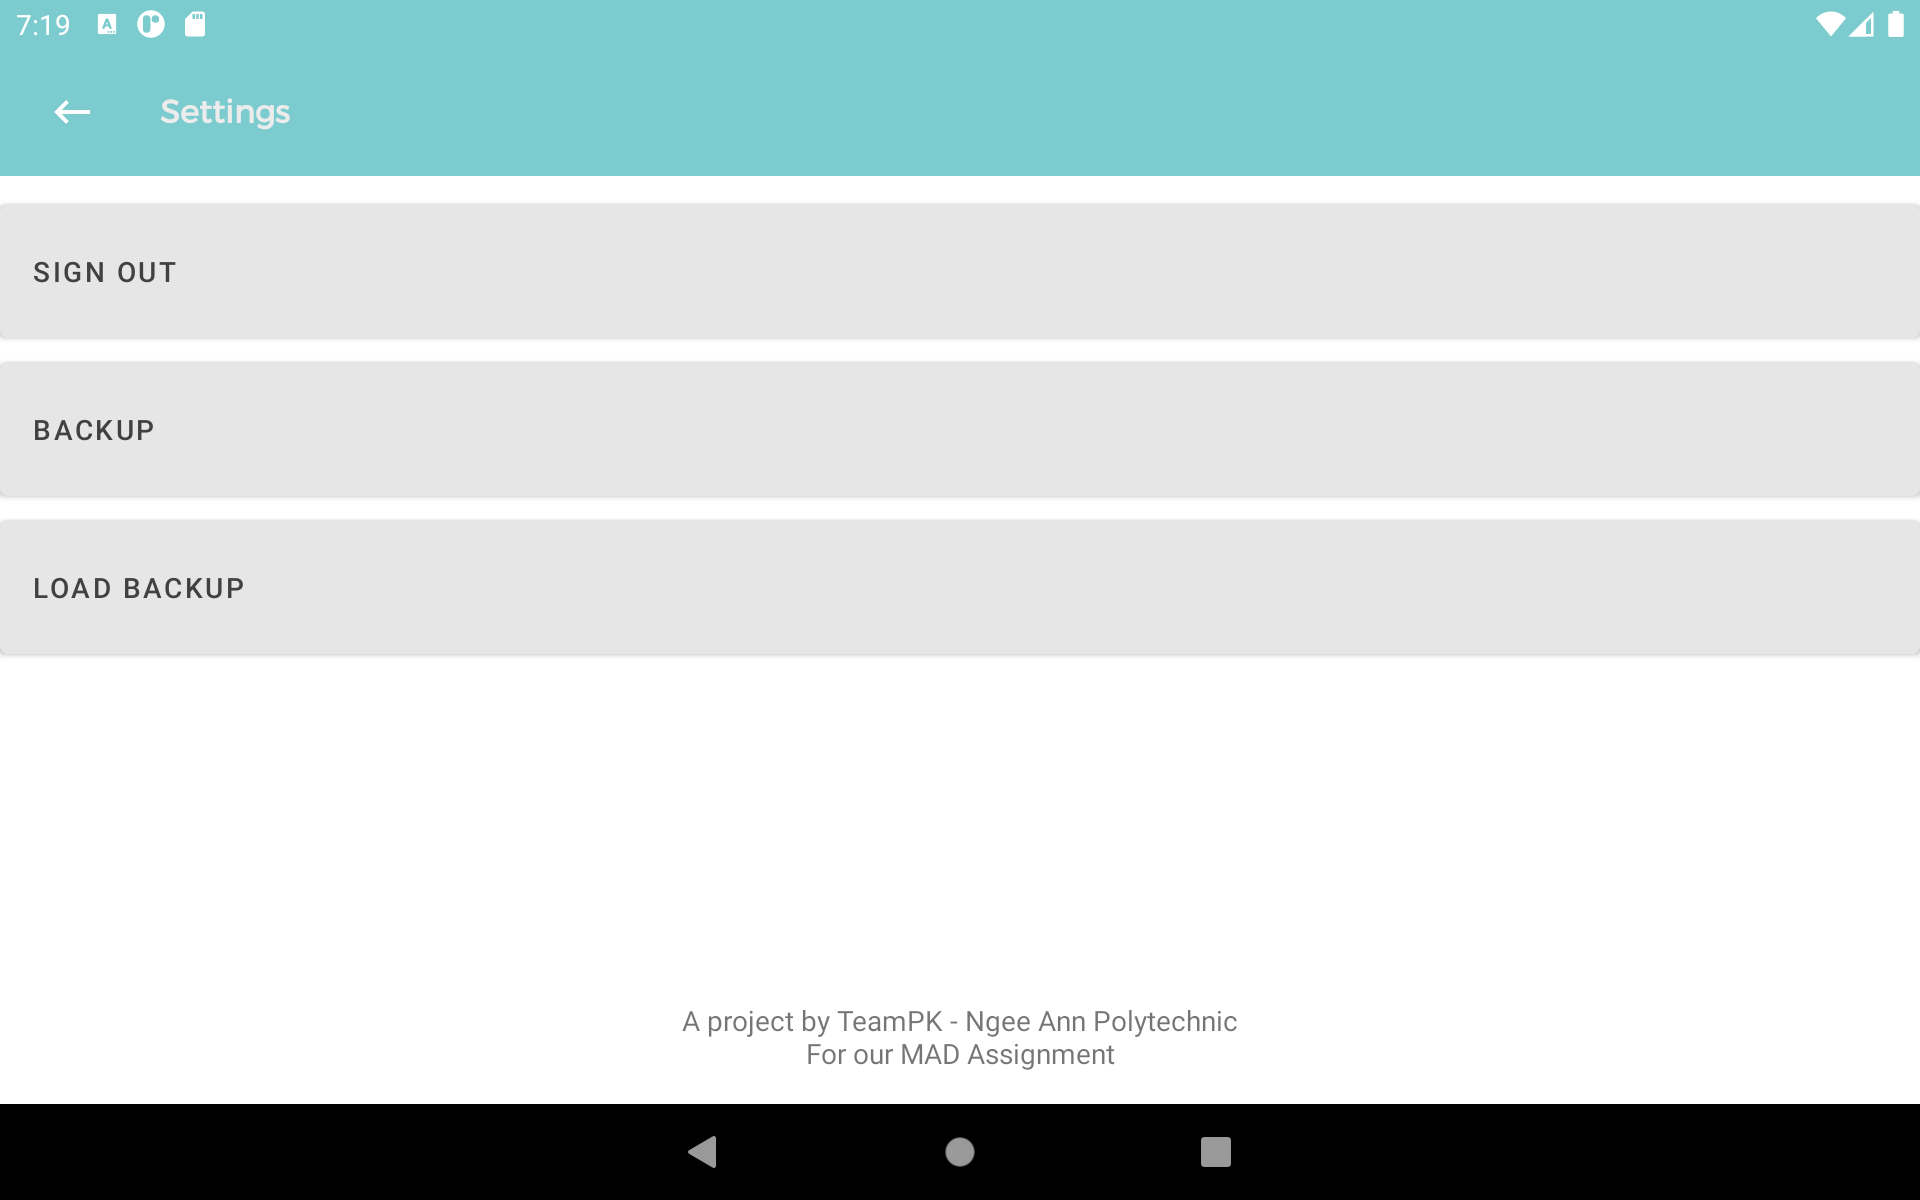 7:19
Settings
SIGN OUT
BACKUP
LOAD BACKUP
A project by TeamPK - Ngee Ann Polytechnic
For our MAD Assignment